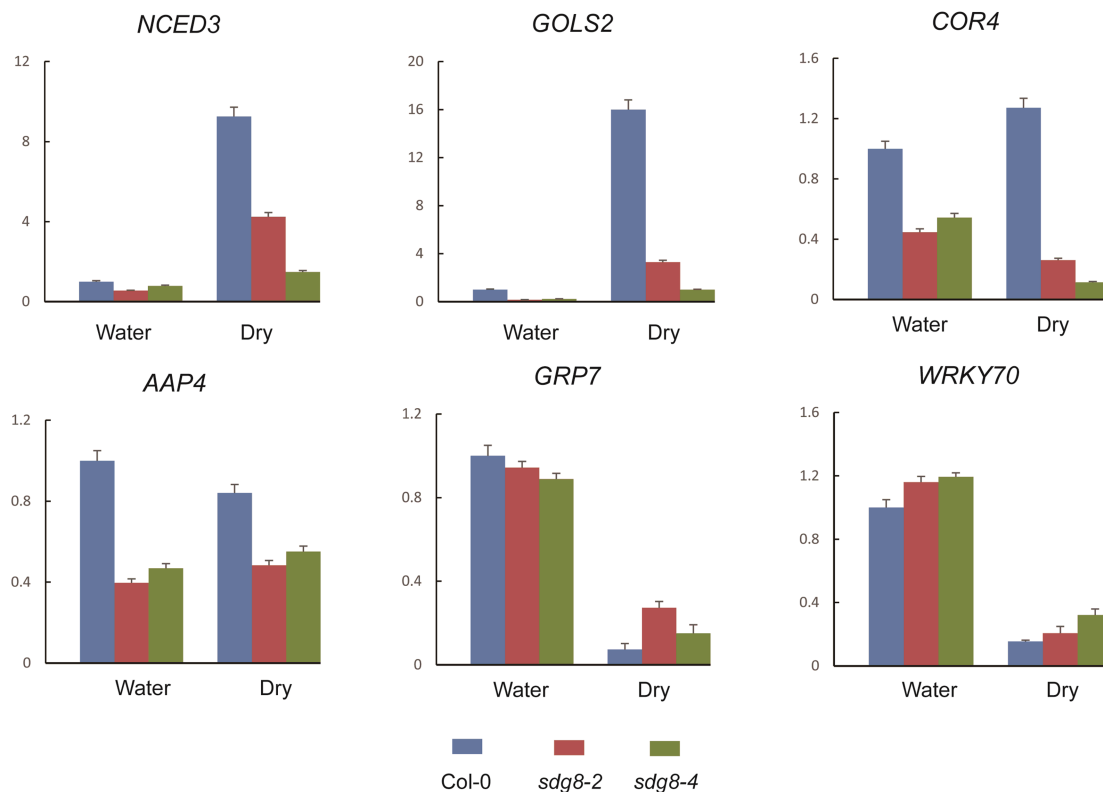 NCED3
GOLS2
COR4
12
8
4
0
Water
Dry
20
16
12
8
4
0
Water
Dry
1.6
1.2
0.8
0.4
0
Water
Dry
AAP4
GRP7
WRKY70
1.2
0.8
0.4
0
Water
Dry
1.2
0.8
0.4
0
Water
Dry
1.6
1.2
0.8
0.4
0
Water
Dry
Col-0
sdg8-2
sdg8-4